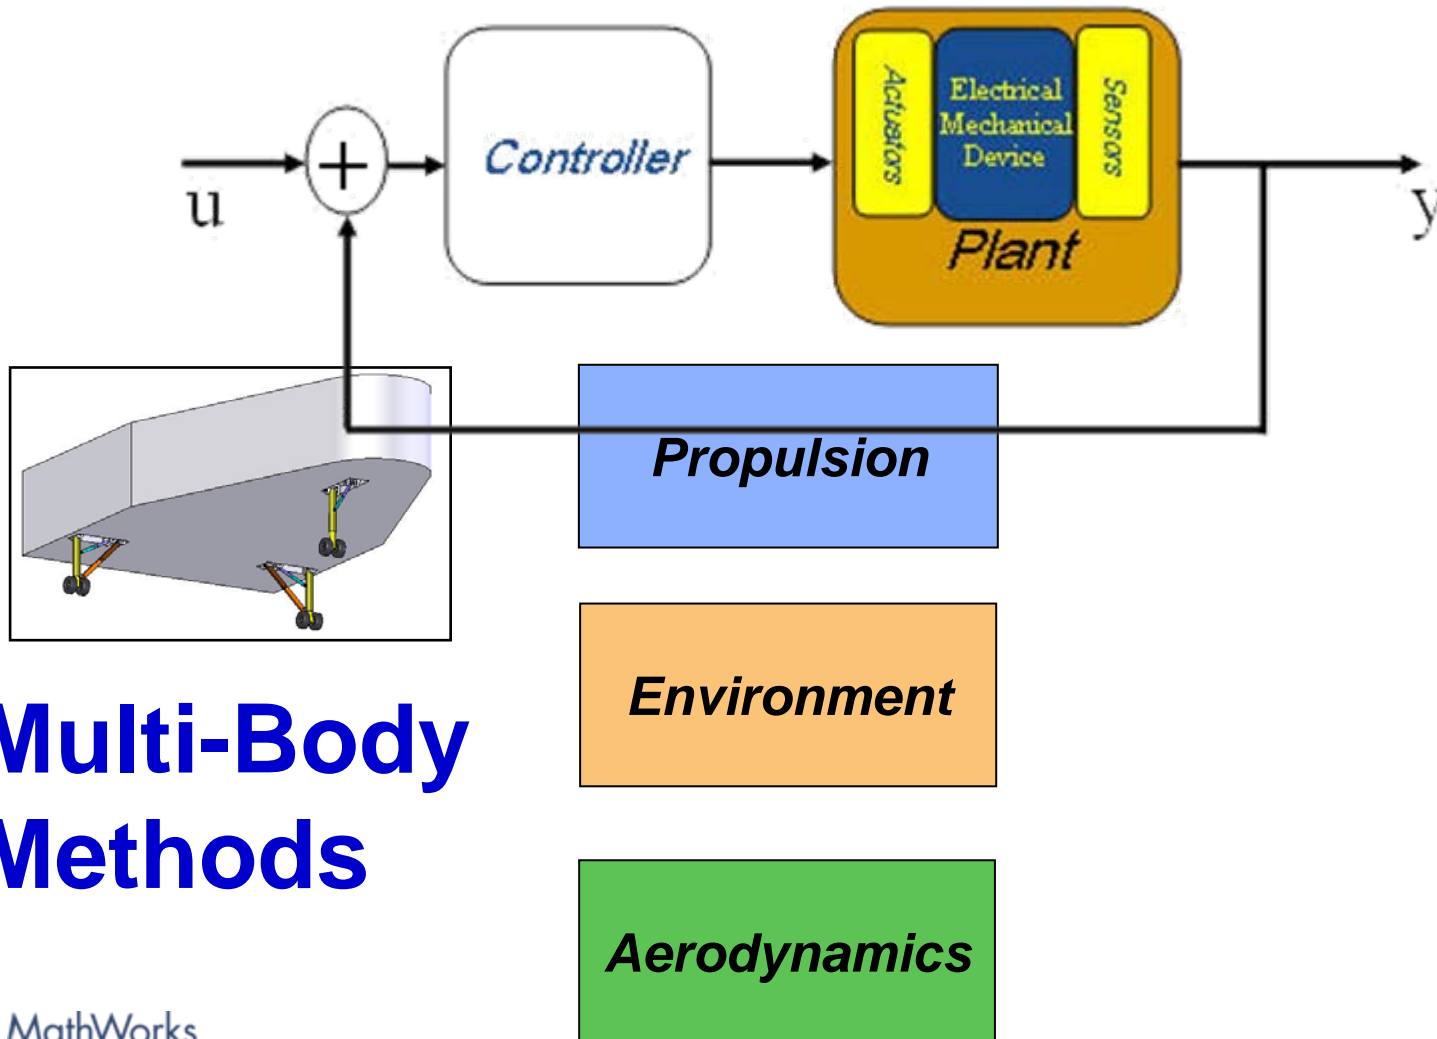 u
+
Controller
Actuators
Electrical
Mechanical
Device
Sensors
Plant
y
Propulsion
Environment
Multi-Body
Methods
Aerodynamics
MathWorks